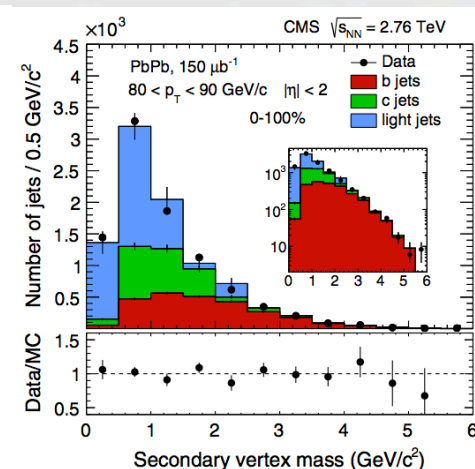 ×10³
CMS √s_NN = 2.76 TeV
4.5
4
3.5
3
2.5
2
1.5
1
0.5
Number of jets / 0.5 GeV/c²
PbPb, 150 μb⁻¹
80 < p_T < 90 GeV/c |η| < 2
0-100%
Data
b jets
c jets
light jets
10³
10²
10
0 1 2 3 4 5 6
Data/MC
1.5
1.0
0.5
0 1 2 3 4 5 6
Secondary vertex mass (GeV/c²)